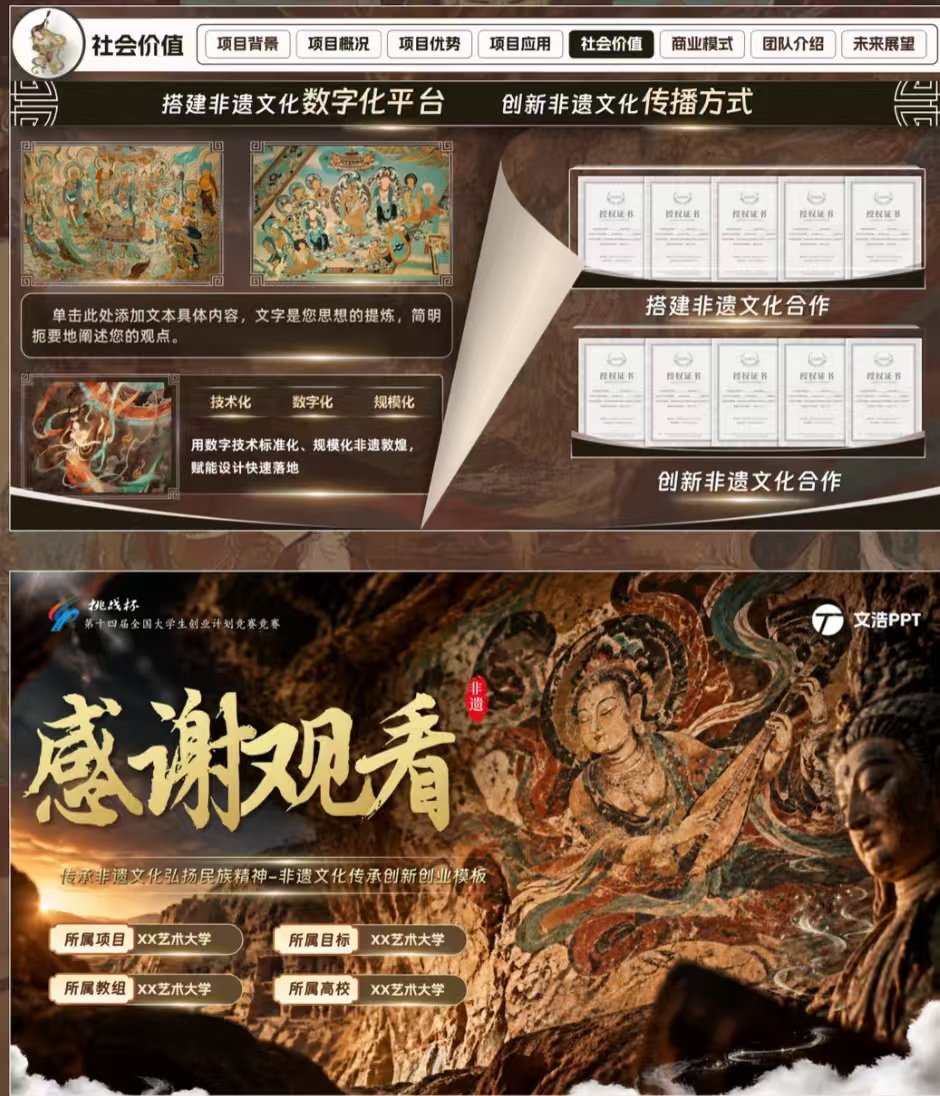 社会价值
项目背景
项目概况
项目优势
项目应用
社会价值
商业模式
团队介绍
未来展望
搭建非遗文化数字化平台
创新非遗文化传播方式
单击此处添加文本具体内容，文字是您思想的提炼，简明
扼要地阐述您的观点。
技术化
数字化
规模化
用数字技术标准化、规模化非遗敦煌，
赋能设计快速落地
授权证书
授权证书
授权证书
授权证书
授权证书
搭建非遗文化合作
授权证书
授权证书
授权证书
授权证书
授权证书
创新非遗文化合作
挑战杯
第十四届全国大学生创业计划竞赛竞赛
文浩PPT
非遗
感谢观看
传承非遗文化弘扬民族精神-非遗文化传承创新创业模板
所属项目 XX艺术大学
所属目标 XX艺术大学
所属教组 XX艺术大学
所属高校 XX艺术大学